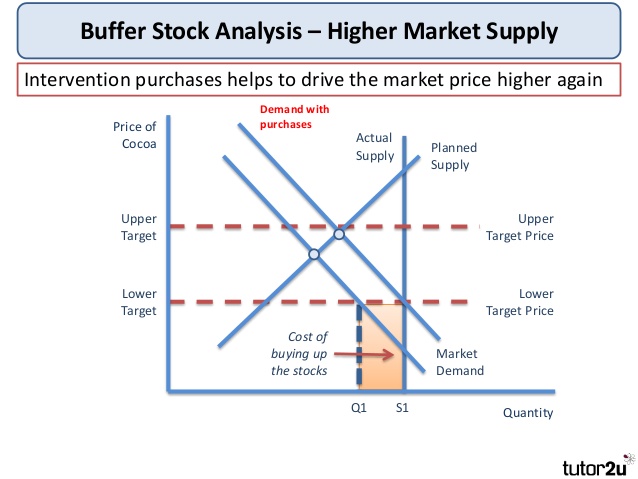 Buffer Stock Analysis – Higher Market Supply
Intervention purchases helps to drive the market price higher again
Demand with
purchases
Price of
Cocoa
Actual
Supply
Planned
Supply
Upper
Target
Upper
Target Price
Lower
Target
Lower
Target Price
Cost of
buying up
the stocks
Market
Demand
Q1
S1
Quantity
tutor2u